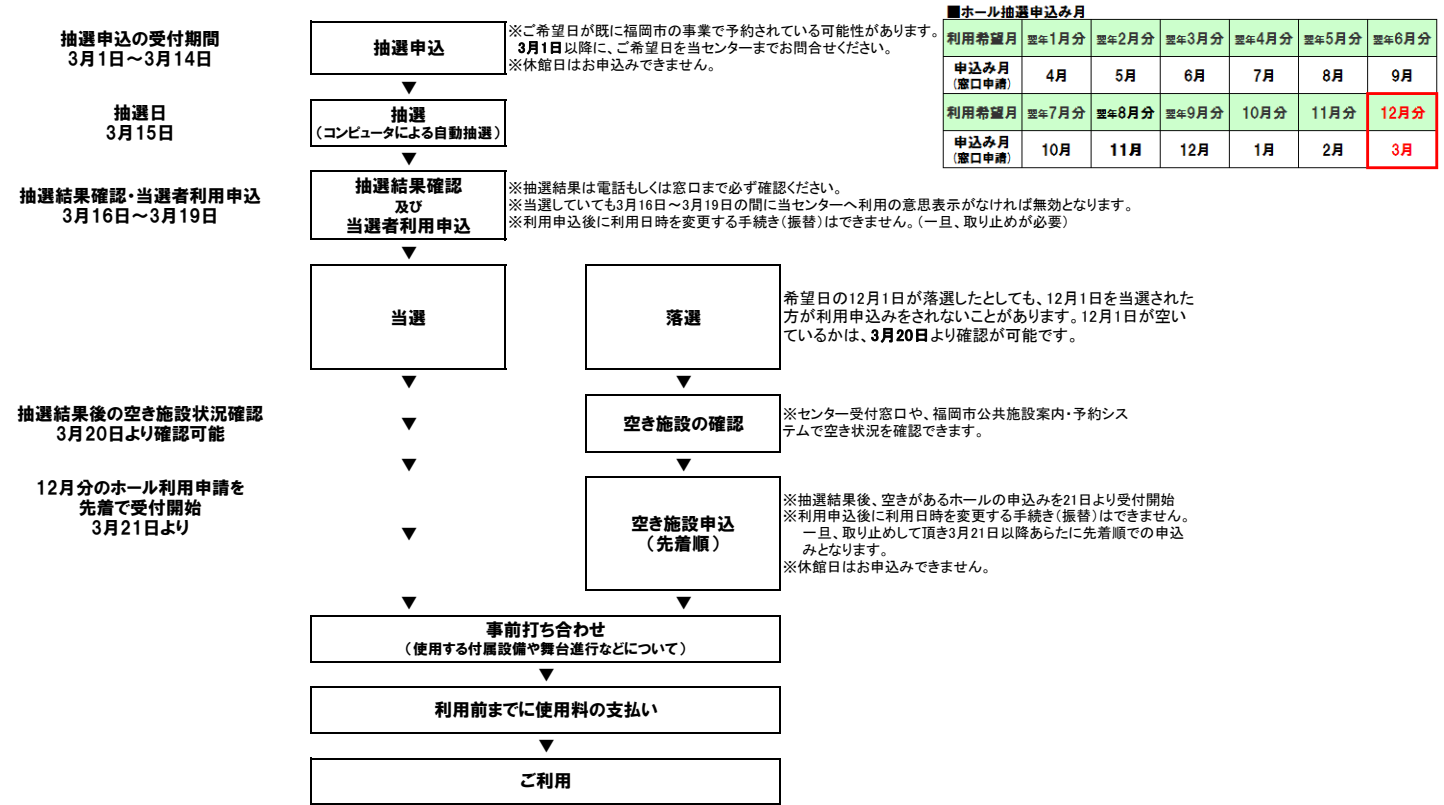 抽選申込の受付期間
3月1日～3月14日
抽選申込
※ご希望日が既に福岡市の事業で予約されている可能性があります。
3月1日以降に、ご希望日を当センターまでお問合せください。
※休館日はお申込みできません。
■ホール抽選申込み月
利用希望月 翌年1月分 翌年2月分 翌年3月分 翌年4月分 翌年5月分 翌年6月分
申込み月
(窓口申請) 4月 5月 6月 7月 8月 9月
利用希望月 翌年7月分 翌年8月分 翌年9月分 10月分 11月分 12月分
申込み月
(窓口申請) 10月 11月 12月 1月 2月 3月
▼
抽選日
3月15日
抽選
(コンピュータによる自動抽選)
▼
抽選結果確認・当選者利用申込
3月16日～3月19日
抽選結果確認
及び
当選者利用申込
※抽選結果は電話もしくは窓口まで必ず確認ください。
※当選していても3月16日～3月19日の間に当センターへ利用の意思表示がなければ無効となります。
※利用申込後に利用日時を変更する手続き(振替)はできません。(一旦、取り止めが必要)
▼
当選
落選
希望日の12月1日が落選したとしても、12月1日を当選された
方が利用申込みをされないことがあります。12月1日が空い
ているかは、3月20日より確認が可能です。
▼ ▼
抽選結果後の空き施設状況確認
3月20日より確認可能
▼
空き施設の確認
※センター受付窓口や、福岡市公共施設案内・予約シス
テムで空き状況を確認できます。
▼ ▼
12月分のホール利用申請を
先着で受付開始
3月21日より
▼
空き施設申込
(先着順)
※抽選結果後、空きがあるホールの申込みを21日より受付開始
※利用申込後に利用日時を変更する手続き(振替)はできません。
一旦、取り止めして頂き3月21日以降あらたに先着順での申込
みとなります。
※休館日はお申込みできません。
▼ ▼
事前打ち合わせ
(使用する付属設備や舞台進行などについて)
▼
利用前までに使用料の支払い
▼
ご利用